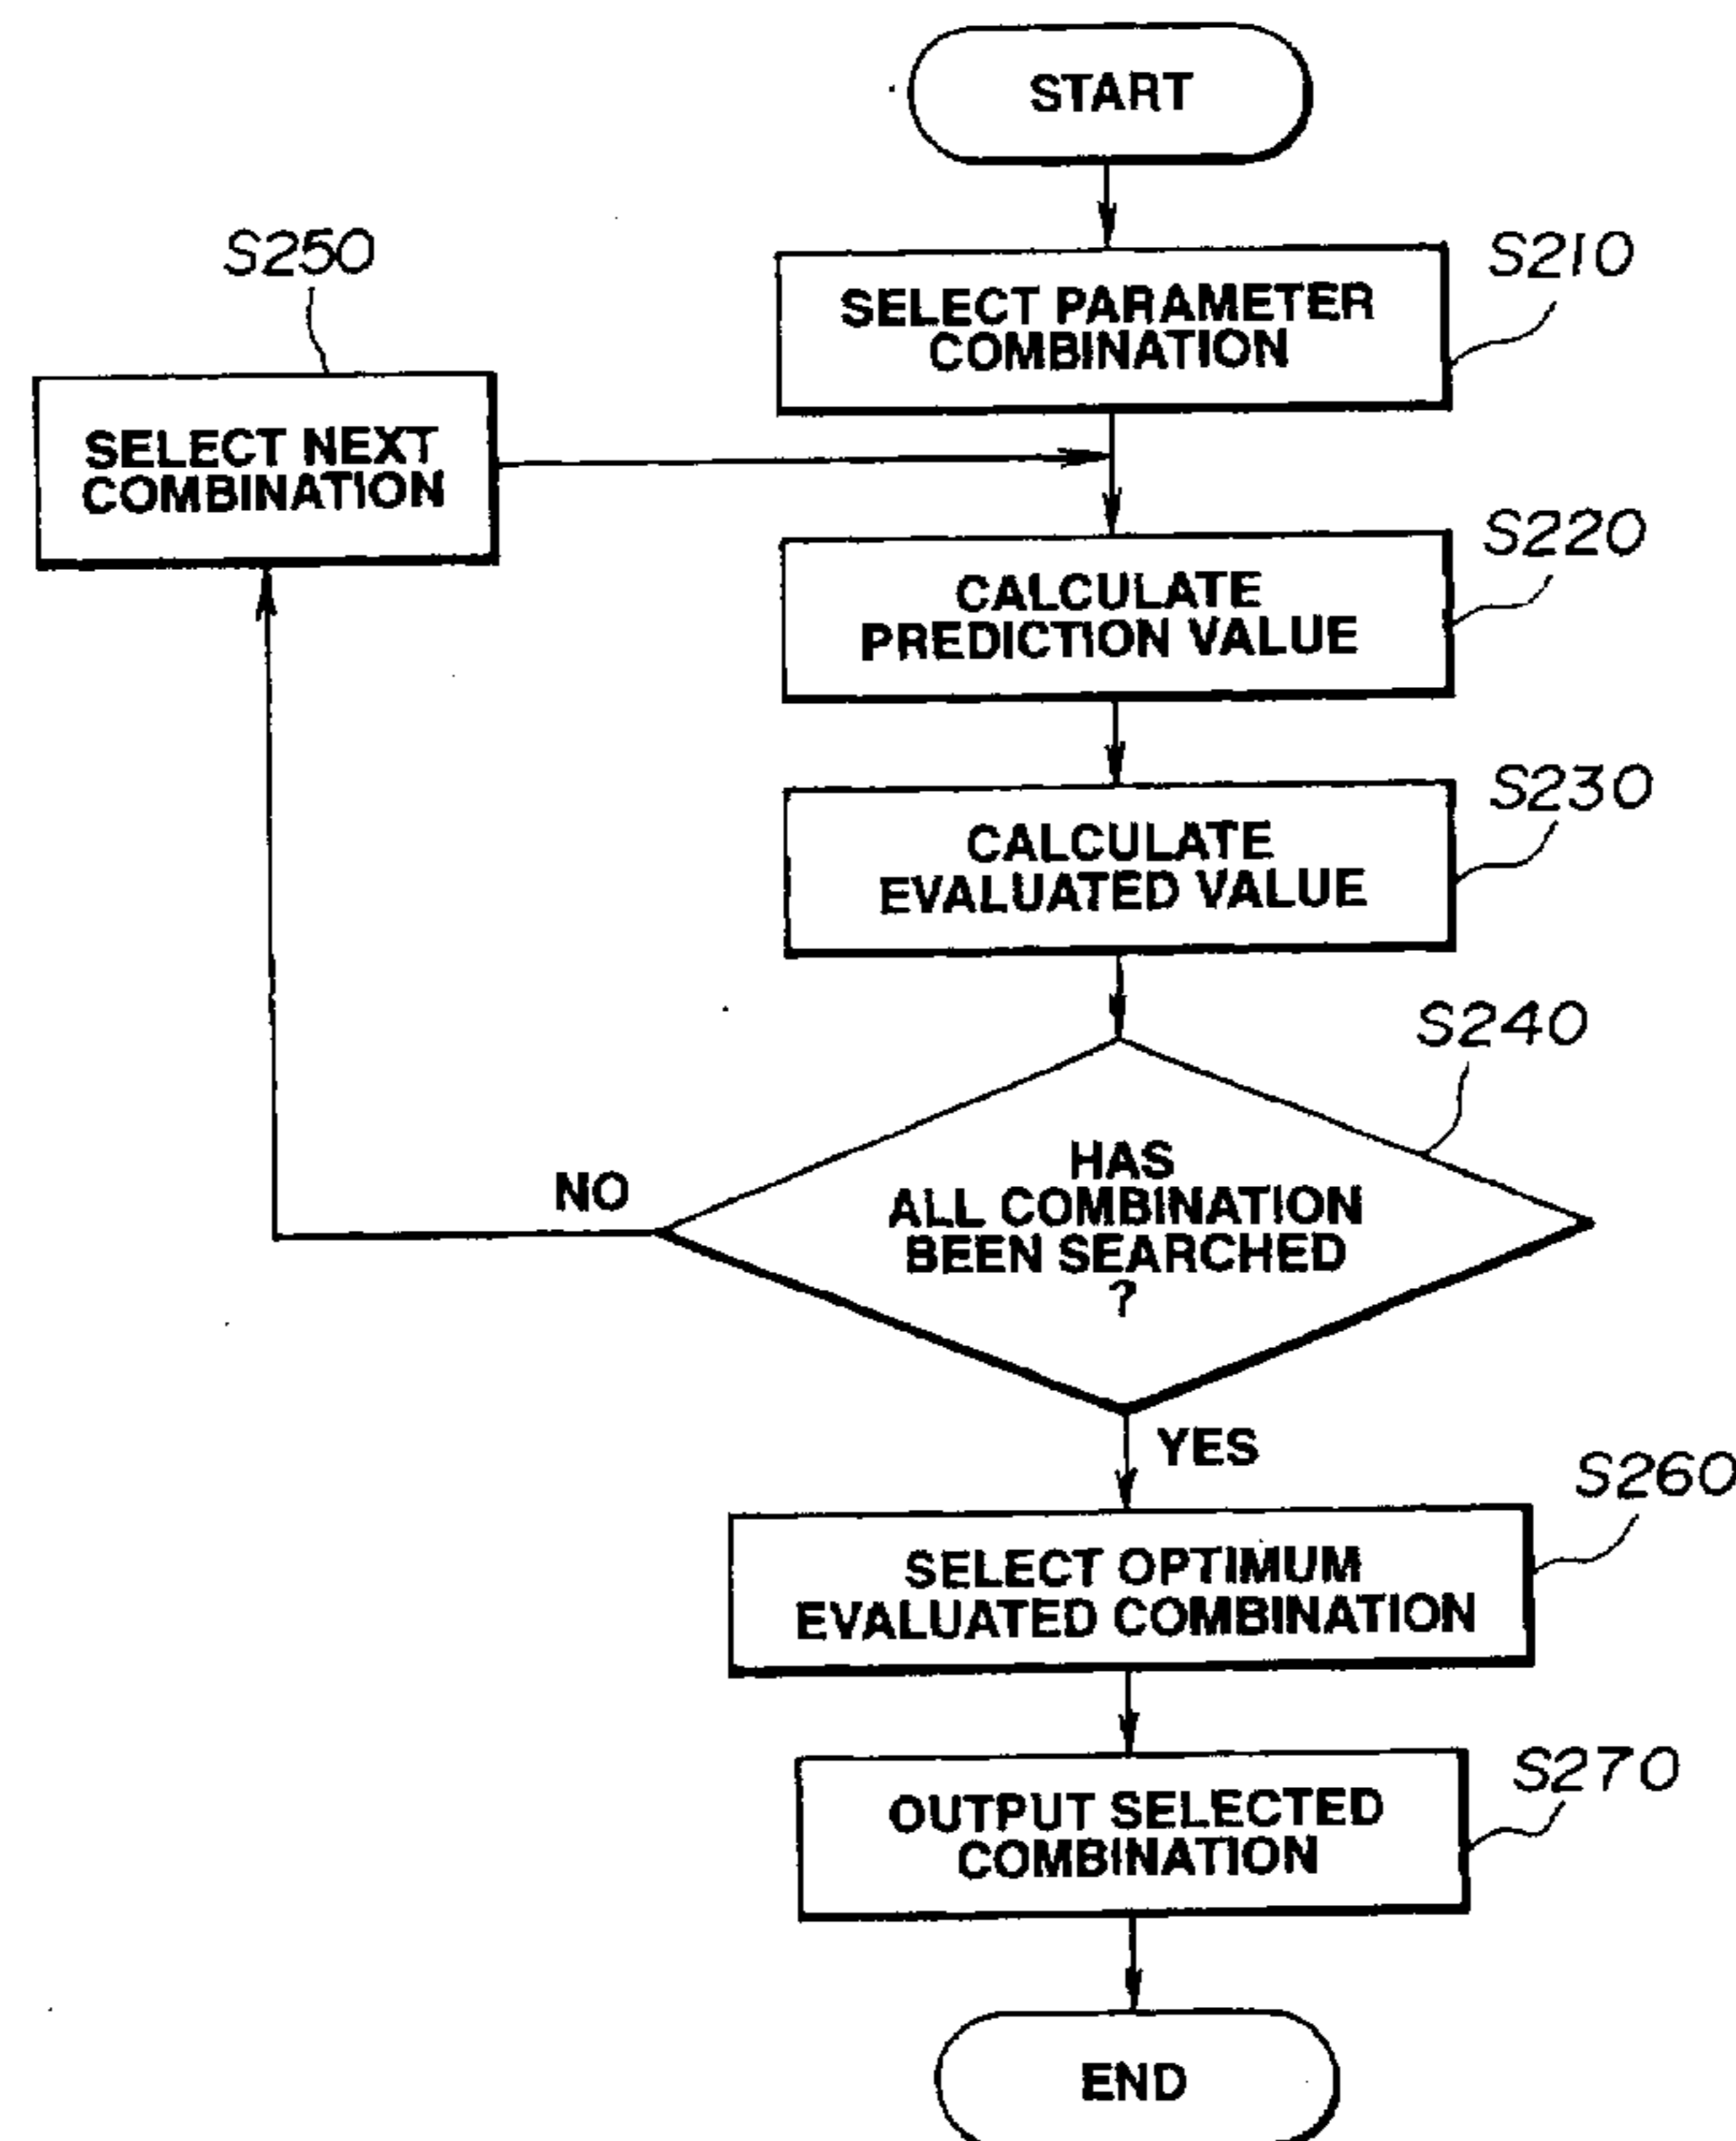 START
S210
SELECT PARAMETER
COMBINATION
S250
SELECT NEXT
COMBINATION
S220
CALCULATE
PREDICTION VALUE
S230
CALCULATE
EVALUATED VALUE
S240
HAS
ALL COMBINATION
BEEN SEARCHED
?
NO
YES
S260
SELECT OPTIMUM
EVALUATED COMBINATION
S270
OUTPUT SELECTED
COMBINATION
END